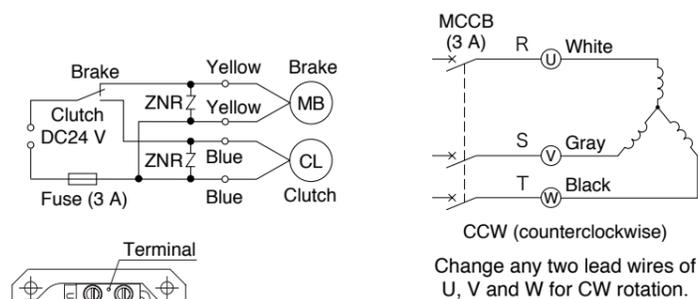 Brake
Clutch
DC24 V
Fuse (3 A)
ZNR
ZNR
Yellow
Yellow
Blue
Blue
Brake
MB
CL
Clutch
Terminal
MCCB
(3 A)
R
U
White
S
V
Gray
T
W
Black
CCW (counterclockwise)
Change any two lead wires of
U, V and W for CW rotation.